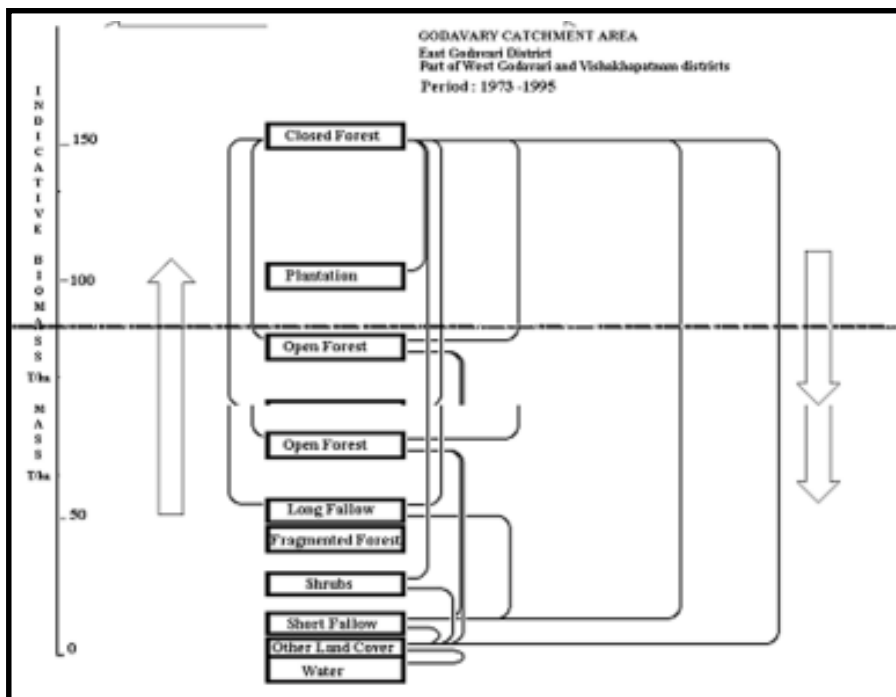 GODAVARY CATCHMENT AREA
East Godavari District
Part of West Godavari and Vishakhapatnam districts
Period : 1973 -1995
INDICATIVE BIOMASS
T/ha
MASS
T/ha
150
100
50
0
Closed Forest
Plantation
Open Forest
Open Forest
Long Fallow
Fragmented Forest
Shrubs
Short Fallow
Other Land Cover
Water